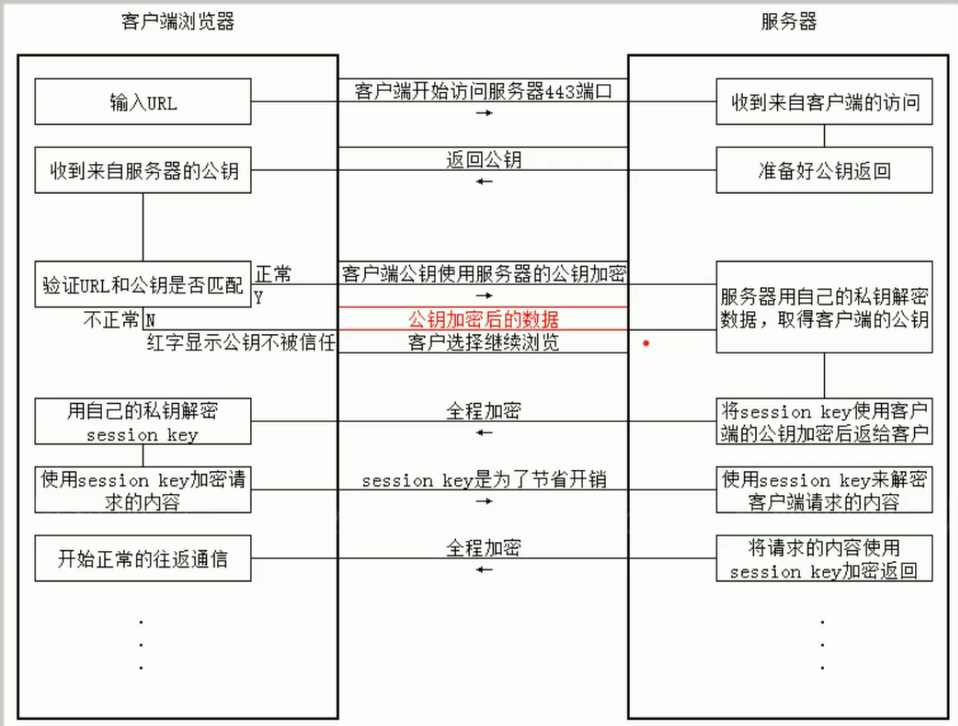 客户端浏览器
服务器
输入URL
客户端开始访问服务器443端口
→
收到来自客户端的访问
收到来自服务器的公钥
返回公钥
←
准备好公钥返回
验证URL和公钥是否匹配
正常
Y
客户端公钥使用服务器的公钥加密
→
服务器用自己的私钥解密
数据，取得客户端的公钥
不正常
N
公钥加密后的数据
红字显示公钥不被信任
客户选择继续浏览
用自己的私钥解密
session key
全程加密
←
将session key使用客户
端的公钥加密后返给客户
使用session key加密请
求的内容
session key是为了节省开销
→
使用session key来解密
客户端请求的内容
开始正常的往返通信
全程加密
←
将请求的内容使用
session key加密返回